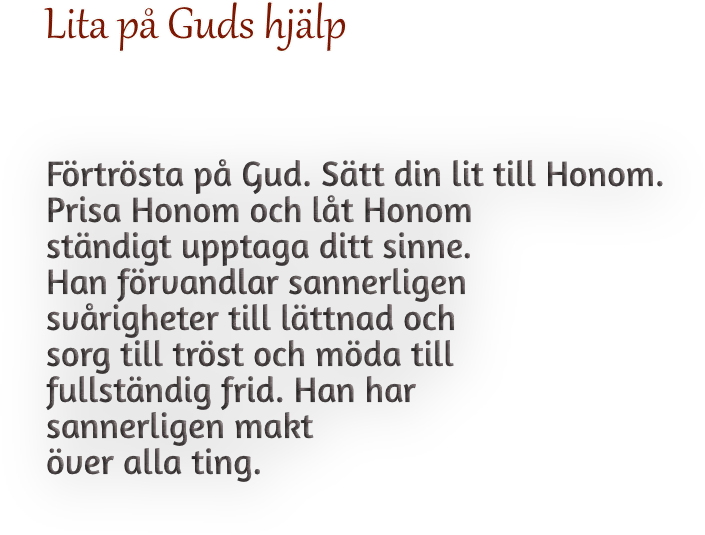 Lita på Guds hjälp
Förtrösta på Gud. Sätt din lit till Honom.
Prisa Honom och låt Honom
ständigt upptaga ditt sinne.
Han förvandlar sannerligen
svårigheter till lättnad och
sorg till tröst och möda till
fullständig frid. Han har
sannerligen makt
över alla ting.